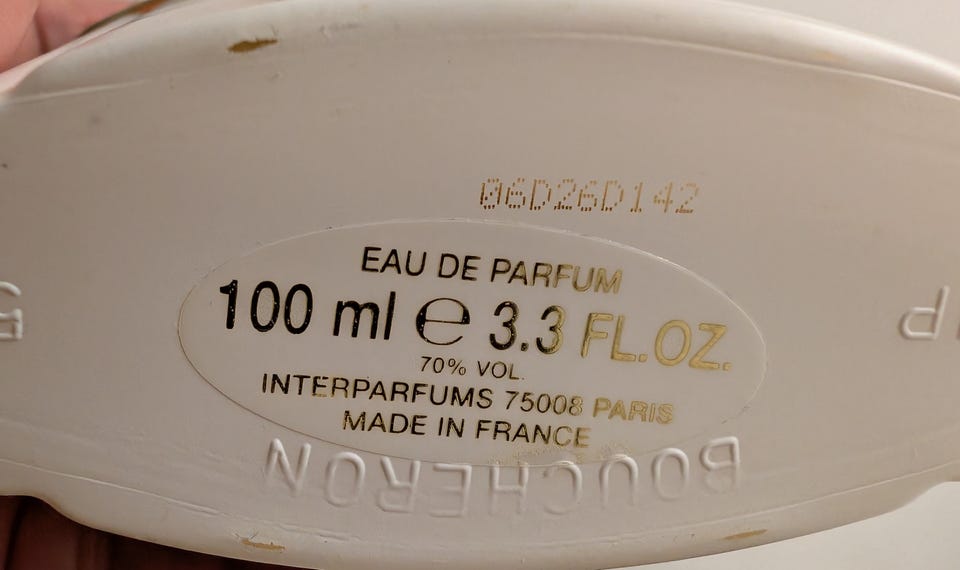 06D26D142
EAU DE PARFUM
100 ml ℮ 3.3 FL.OZ.
70% VOL.
INTERPARFUMS 75008 PARIS
MADE IN FRANCE
BOUCHERON